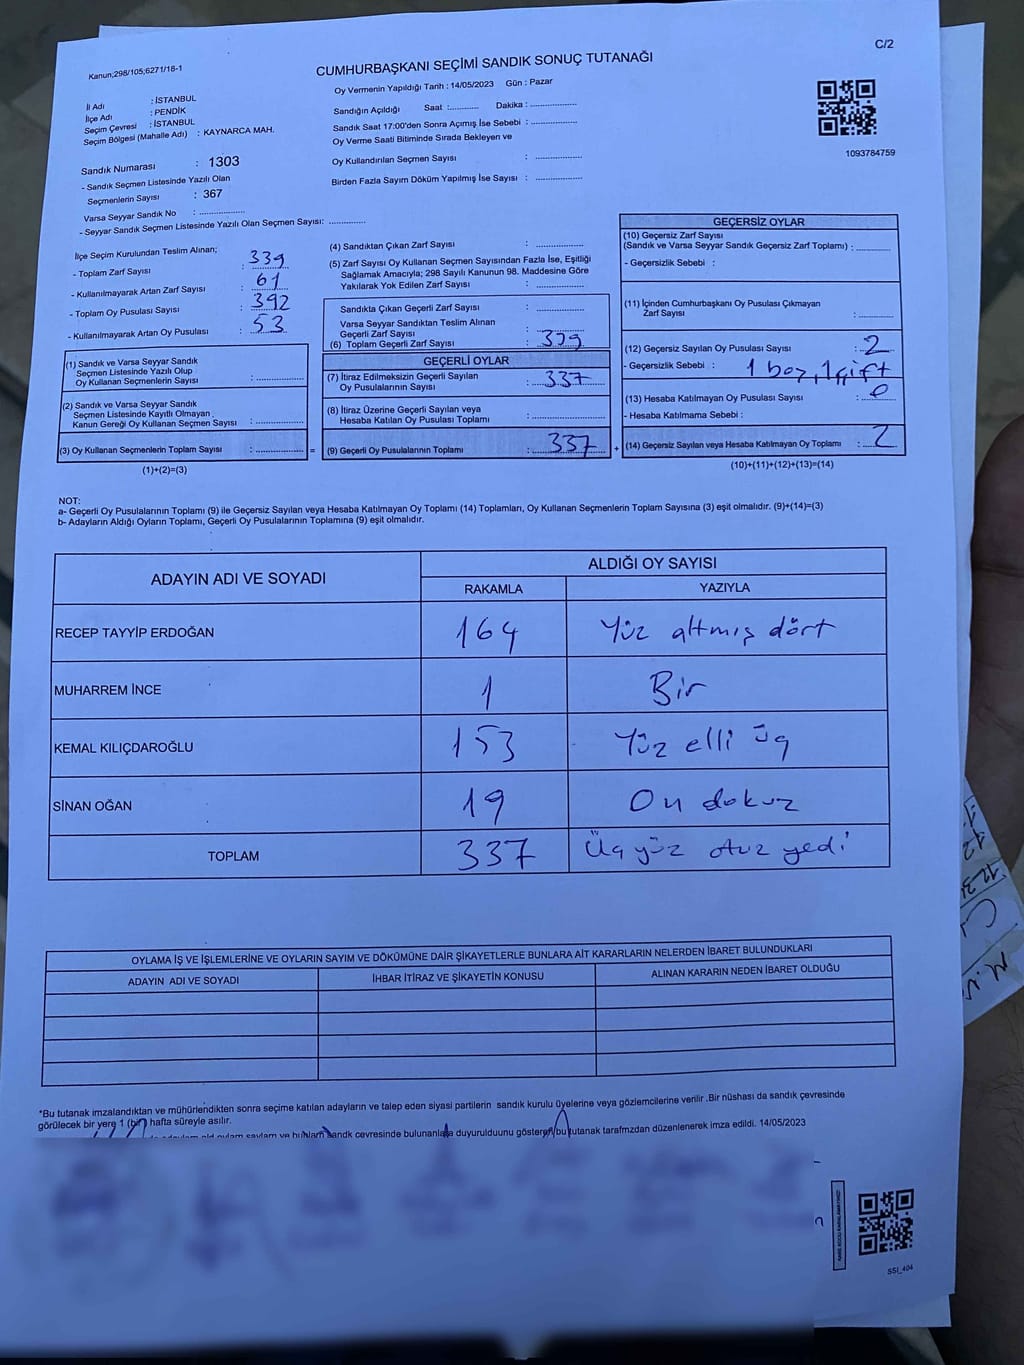 C/2
Kanun;298/105;6271/16-1
CUMHURBAŞKANI SEÇİMİ SANDIK SONUÇ TUTANAĞI
Oy Vermenin Yapıldığı Tarih : 14/05/2023 Gün : Pazar
İl Adı : İSTANBUL
İlçe Adı : PENDİK
Seçim Çevresi : İSTANBUL
Seçim Bölgesi (Mahalle Adı) : KAYNARCA MAH.
Sandık Numarası : 1303
- Sandık Seçmen Listesinde Yazılı Olan
Seçmenlerin Sayısı : 367
Varsa Seyyar Sandık No : ................
- Seyyar Sandık Seçmen Listesinde Yazılı Olan Seçmen Sayısı: .............
Sandığın Açıldığı Saat :.......... Dakika : ................
Sandık Saat 17:00'den Sonra Açımış İse Sebebi : ................
Oy Verme Saati Bitiminde Sırada Bekleyen ve
Oy Kullandırılan Seçmen Sayısı : ................
Birden Fazla Sayım Döküm Yapılmış İse Sayısı : ................
1093784759
İlçe Seçim Kurulundan Teslim Alınan;
- Toplam Zarf Sayısı : 339
- Kullanılmayarak Artan Zarf Sayısı : 61
- Toplam Oy Pusulası Sayısı : 392
- Kullanılmayarak Artan Oy Pusulası : 53
(1) Sandık ve Varsa Seyyar Sandık
Seçmen Listesinde Yazılı Olup
Oy Kullanan Seçmenlerin Sayısı : ................
(2) Sandık ve Varsa Seyyar Sandık
Seçmen Listesinde Kayıtlı Olmayan
Kanun Gereği Oy Kullanan Seçmen Sayısı : ................
(3) Oy Kullanan Seçmenlerin Toplam Sayısı : ................ =
(1)+(2)=(3)
(4) Sandıktan Çıkan Zarf Sayısı : ................
(5) Zarf Sayısı Oy Kullanan Seçmen Sayısından Fazla İse, Eşitliği
Sağlamak Amacıyla; 298 Sayılı Kanunun 98. Maddesine Göre
Yakılarak Yok Edilen Zarf Sayısı : ................
Sandıkta Çıkan Geçerli Zarf Sayısı : ................
Varsa Seyyar Sandıktan Teslim Alınan
Geçerli Zarf Sayısı : ................
(6) Toplam Geçerli Zarf Sayısı : 339
GEÇERLİ OYLAR
(7) İtiraz Edilmeksizin Geçerli Sayılan
Oy Pusulasının Sayısı : 337
(8) İtiraz Üzerine Geçerli Sayılan veya
Hesaba Katılan Oy Pusulası Toplamı : ................
(9) Geçerli Oy Pusulalarının Toplamı : 337 +
GEÇERSİZ OYLAR
(10) Geçersiz Zarf Sayısı
(Sandık ve Varsa Seyyar Sandık Geçersiz Zarf Toplamı) : ............
- Geçersizlik Sebebi :
(11) İçinden Cumhurbaşkanı Oy Pusulası Çıkmayan
Zarf Sayısı : ............
(12) Geçersiz Sayılan Oy Pusulası Sayısı : 2
- Geçersizlik Sebebi : 1 boş, 1 çift
(13) Hesaba Katılmayan Oy Pusulası Sayısı :
- Hesaba Katılmama Sebebi :
(14) Geçersiz Sayılan veya Hesaba Katılmayan Oy Toplamı : 2
(10)+(11)+(12)+(13)=(14)
NOT:
a- Geçerli Oy Pusulalarının Toplamı (9) ile Geçersiz Sayılan veya Hesaba Katılmayan Oy Toplamı (14) Toplamları, Oy Kullanan Seçmenlerin Toplam Sayısına (3) eşit olmalıdır. (9)+(14)=(3)
b- Adayların Aldığı Oyların Toplamı, Geçerli Oy Pusulalarının Toplamına (9) eşit olmalıdır.
ADAYIN ADI VE SOYADI ALDIĞI OY SAYISI
RAKAMLA YAZIYLA
RECEP TAYYİP ERDOĞAN 164 Yüz altmış dört
MUHARREM İNCE 1 Bir
KEMAL KILIÇDAROĞLU 153 Yüz elli üç
SİNAN OĞAN 19 On dokuz
TOPLAM 337 Üç yüz otuz yedi
OYLAMA İŞ VE İŞLEMLERİNE VE OYLARIN SAYIM VE DÖKÜMÜNE DAİR ŞİKAYETLERLE BUNLARA AİT KARARLARIN NELERDEN İBARET BULUNDUKLARI
ADAYIN ADI VE SOYADI İHBAR İTİRAZ VE ŞİKAYETİN KONUSU ALINAN KARARIN NEDEN İBARET OLDUĞU
*Bu tutanak imzalandıktan ve mühürlendikten sonra seçime katılan adayların ve talep eden siyasi partilerin sandık kurulu üyelerine veya gözlemcilerine verilir .Bir nüshası da sandık çevresinde
görülecek bir yere 1 (bir) hafta süreyle asılır.
sandık çevresinde bulunanlara duyurulduunu gösteren bu tutanak tarafımzdan düzenlenerek imza edildi. 14/05/2023
SSI_404